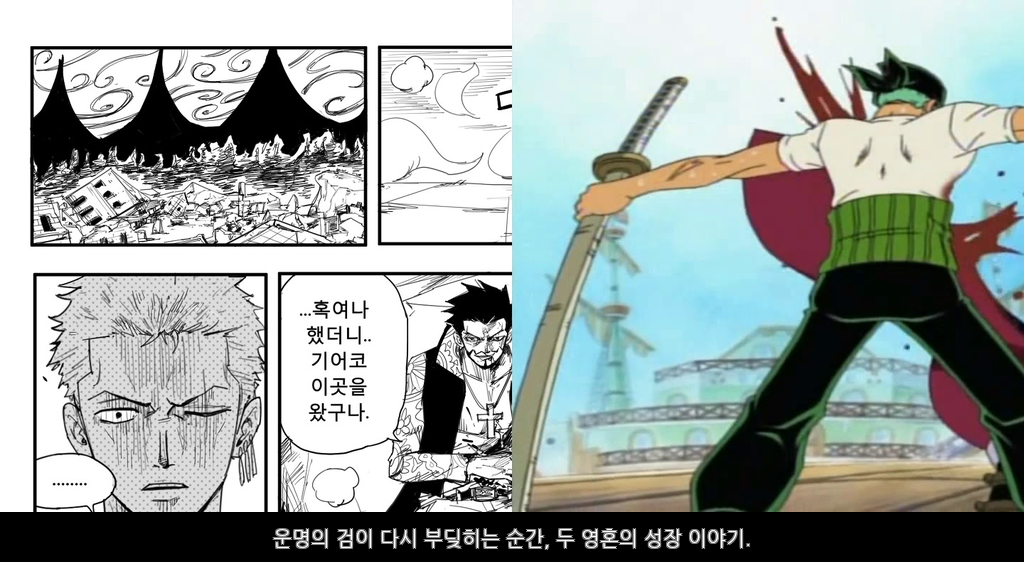 ...혹여나
했더니..
기어코
이곳을
왔구나.
........
운명의 검이 다시 부딪히는 순간, 두 영혼의 성장 이야기.